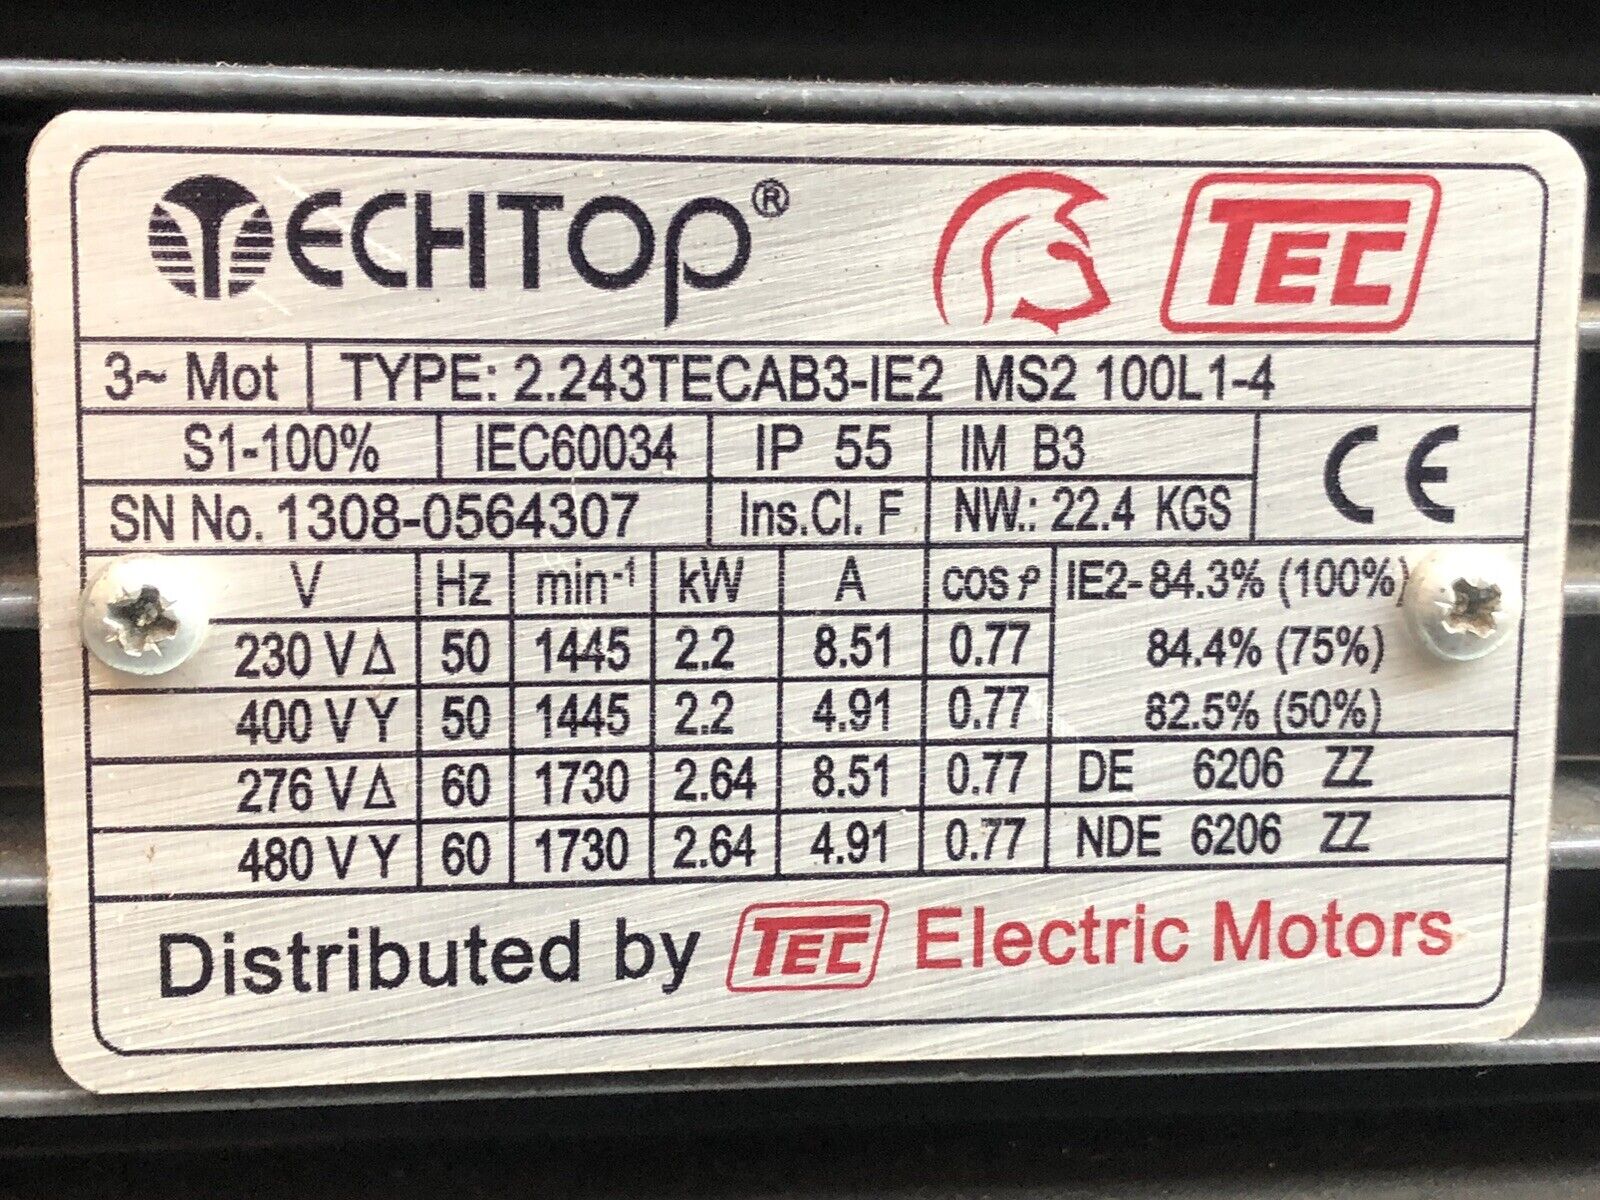 TECHTOP® TEC
3~ Mot TYPE: 2.243TECAB3-IE2 MS2 100L1-4
S1-100% IEC60034 IP 55 IM B3 CE
SN No. 1308-0564307 Ins.Cl. F NW.: 22.4 KGS
V Hz min-1 kW A cos ρ IE2- 84.3% (100%)
230 V Δ 50 1445 2.2 8.51 0.77 84.4% (75%)
400 V Y 50 1445 2.2 4.91 0.77 82.5% (50%)
276 V Δ 60 1730 2.64 8.51 0.77 DE 6206 ZZ
480 V Y 60 1730 2.64 4.91 0.77 NDE 6206 ZZ
Distributed by TEC Electric Motors